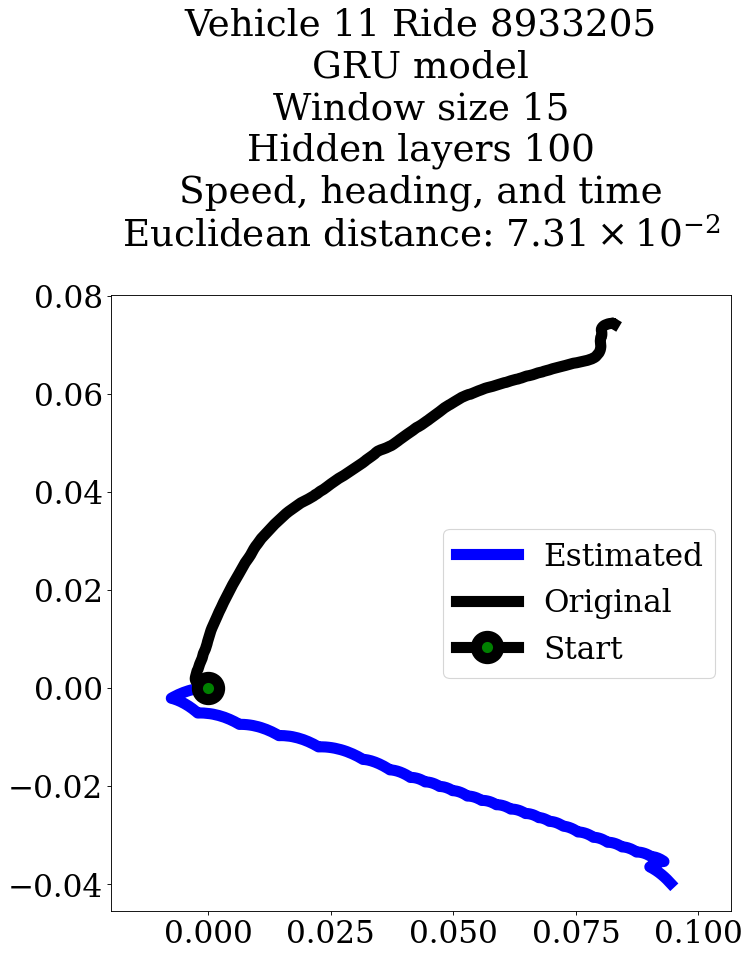 Vehicle 11 Ride 8933205
GRU model
Window size 15
Hidden layers 100
Speed, heading, and time
Euclidean distance: 7.31 × 10⁻²
0.08
0.06
0.04
0.02
0.00
−0.02
−0.04
Estimated
Original
Start
0.000 0.025 0.050 0.075 0.100